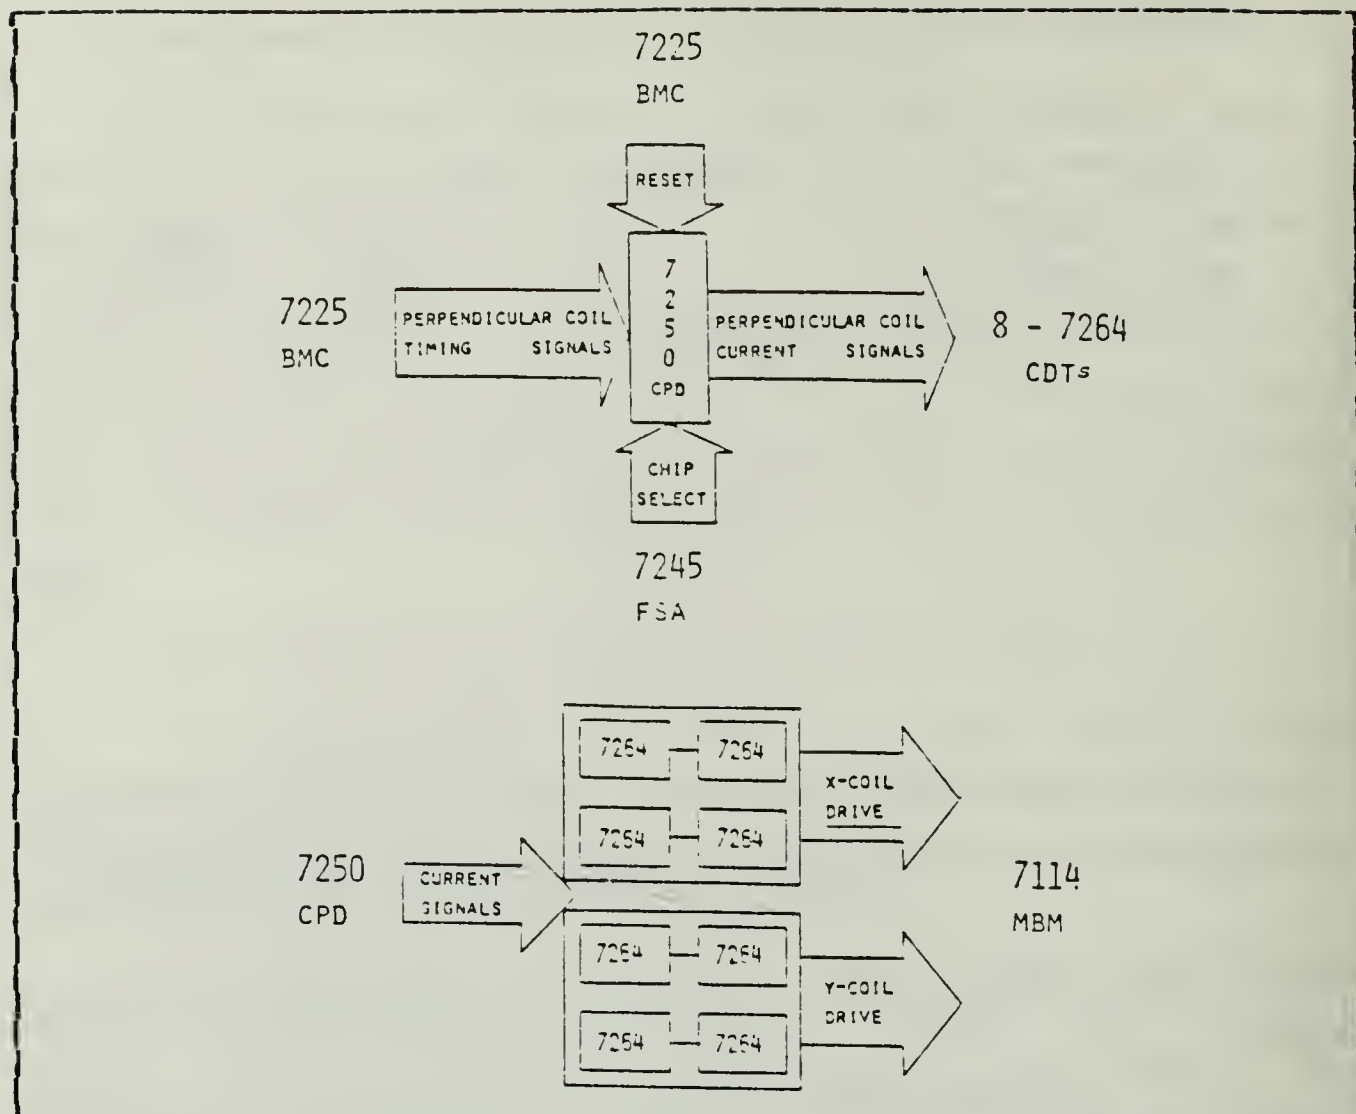 7225
BMC
RESET
7225
BMC
PERPENDICULAR COIL
TIMING SIGNALS
7
2
5
0
CPD
PERPENDICULAR COIL
CURRENT SIGNALS
8 - 7264
CDTs
CHIP
SELECT
7245
FSA
7264 7264
7264 7264
X-COIL
DRIVE
7250
CPD
CURRENT
SIGNALS
7114
MBM
7264 7264
7264 7264
Y-COIL
DRIVE